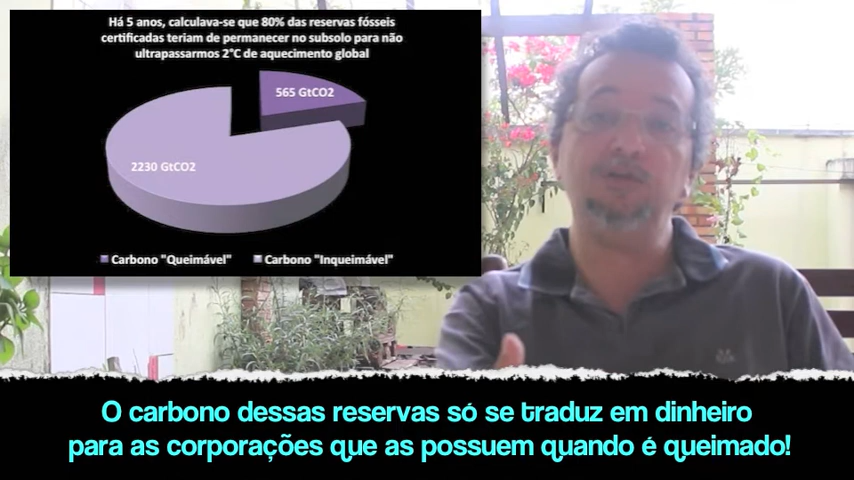 Há 5 anos, calculava-se que 80% das reservas fósseis
certificadas teriam de permanecer no subsolo para não
ultrapassarmos 2°C de aquecimento global
565 GtCO2
2230 GtCO2
Carbono "Queimável" Carbono "Inqueimável"
O carbono dessas reservas só se traduz em dinheiro
para as corporações que as possuem quando é queimado!